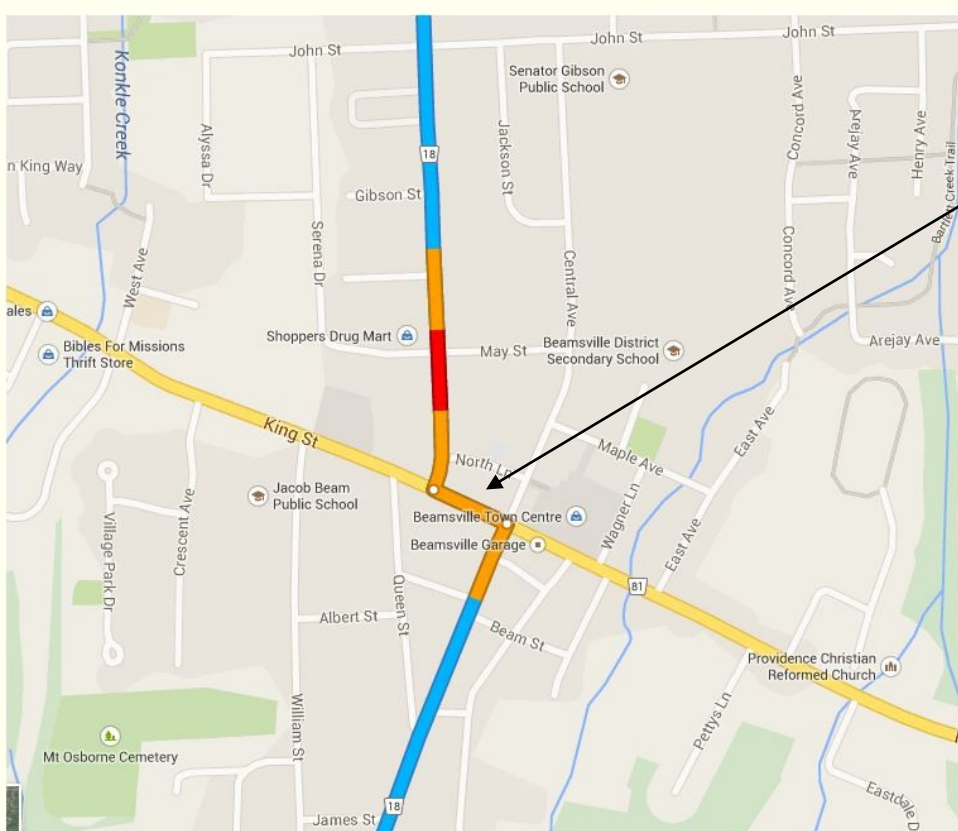 John St
John St
John St
Konkle Creek
Senator Gibson
Public School
Alyssa Dr
Jackson St
Concord Ave
Arejay Ave
Henry Ave
18
n King Way
Gibson St
Bartlett Creek Trail
Serena Dr
West Ave
Central Ave
Concord Ave
ales
Shoppers Drug Mart
Bibles For Missions
Thrift Store
May St
Beamsville District
Secondary School
Arejay Ave
King St
North Ln
Maple Ave
East Ave
Jacob Beam
Public School
Beamsville Town Centre
Beamsville Garage
Wagner Ln
Crescent Ave
Village Park Dr
East Ave
81
Queen St
Albert St
Beam St
Providence Christian
Reformed Church
William St
Pettys Ln
Mt Osborne Cemetery
Eastdale D
18
James St